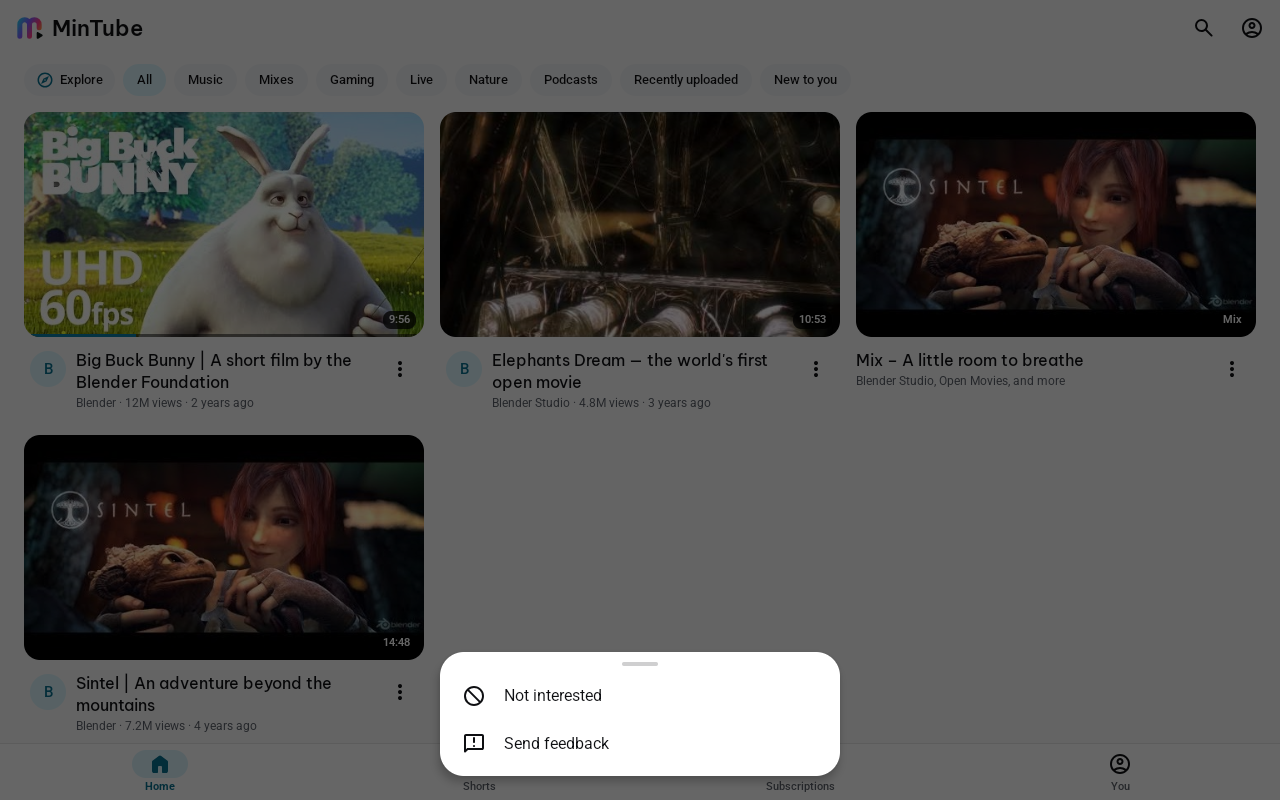 MinTube
Explore
All
Music
Mixes
Gaming
Live
Nature
Podcasts
Recently uploaded
New to you
Big Buck
BUNNY
UHD
60fps
9:56
10:53
SINTEL
blender
Mix
B
Big Buck Bunny | A short film by the
Blender Foundation
Blender · 12M views · 2 years ago
B
Elephants Dream – the world's first
open movie
Blender Studio · 4.8M views · 3 years ago
Mix – A little room to breathe
Blender Studio, Open Movies, and more
SINTEL
blender
14:48
B
Sintel | An adventure beyond the
mountains
Blender · 7.2M views · 4 years ago
Not interested
Send feedback
Home
Shorts
Subscriptions
You